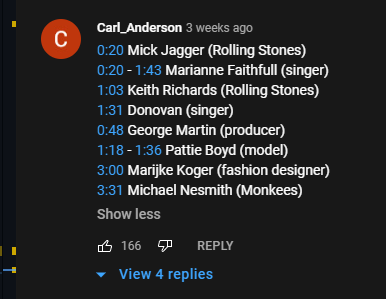 C
Carl_Anderson 3 weeks ago
0:20 Mick Jagger (Rolling Stones)
0:20 - 1:43 Marianne Faithfull (singer)
1:03 Keith Richards (Rolling Stones)
1:31 Donovan (singer)
0:48 George Martin (producer)
1:18 - 1:36 Pattie Boyd (model)
3:00 Marijke Koger (fashion designer)
3:31 Michael Nesmith (Monkees)
Show less
166 REPLY
View 4 replies